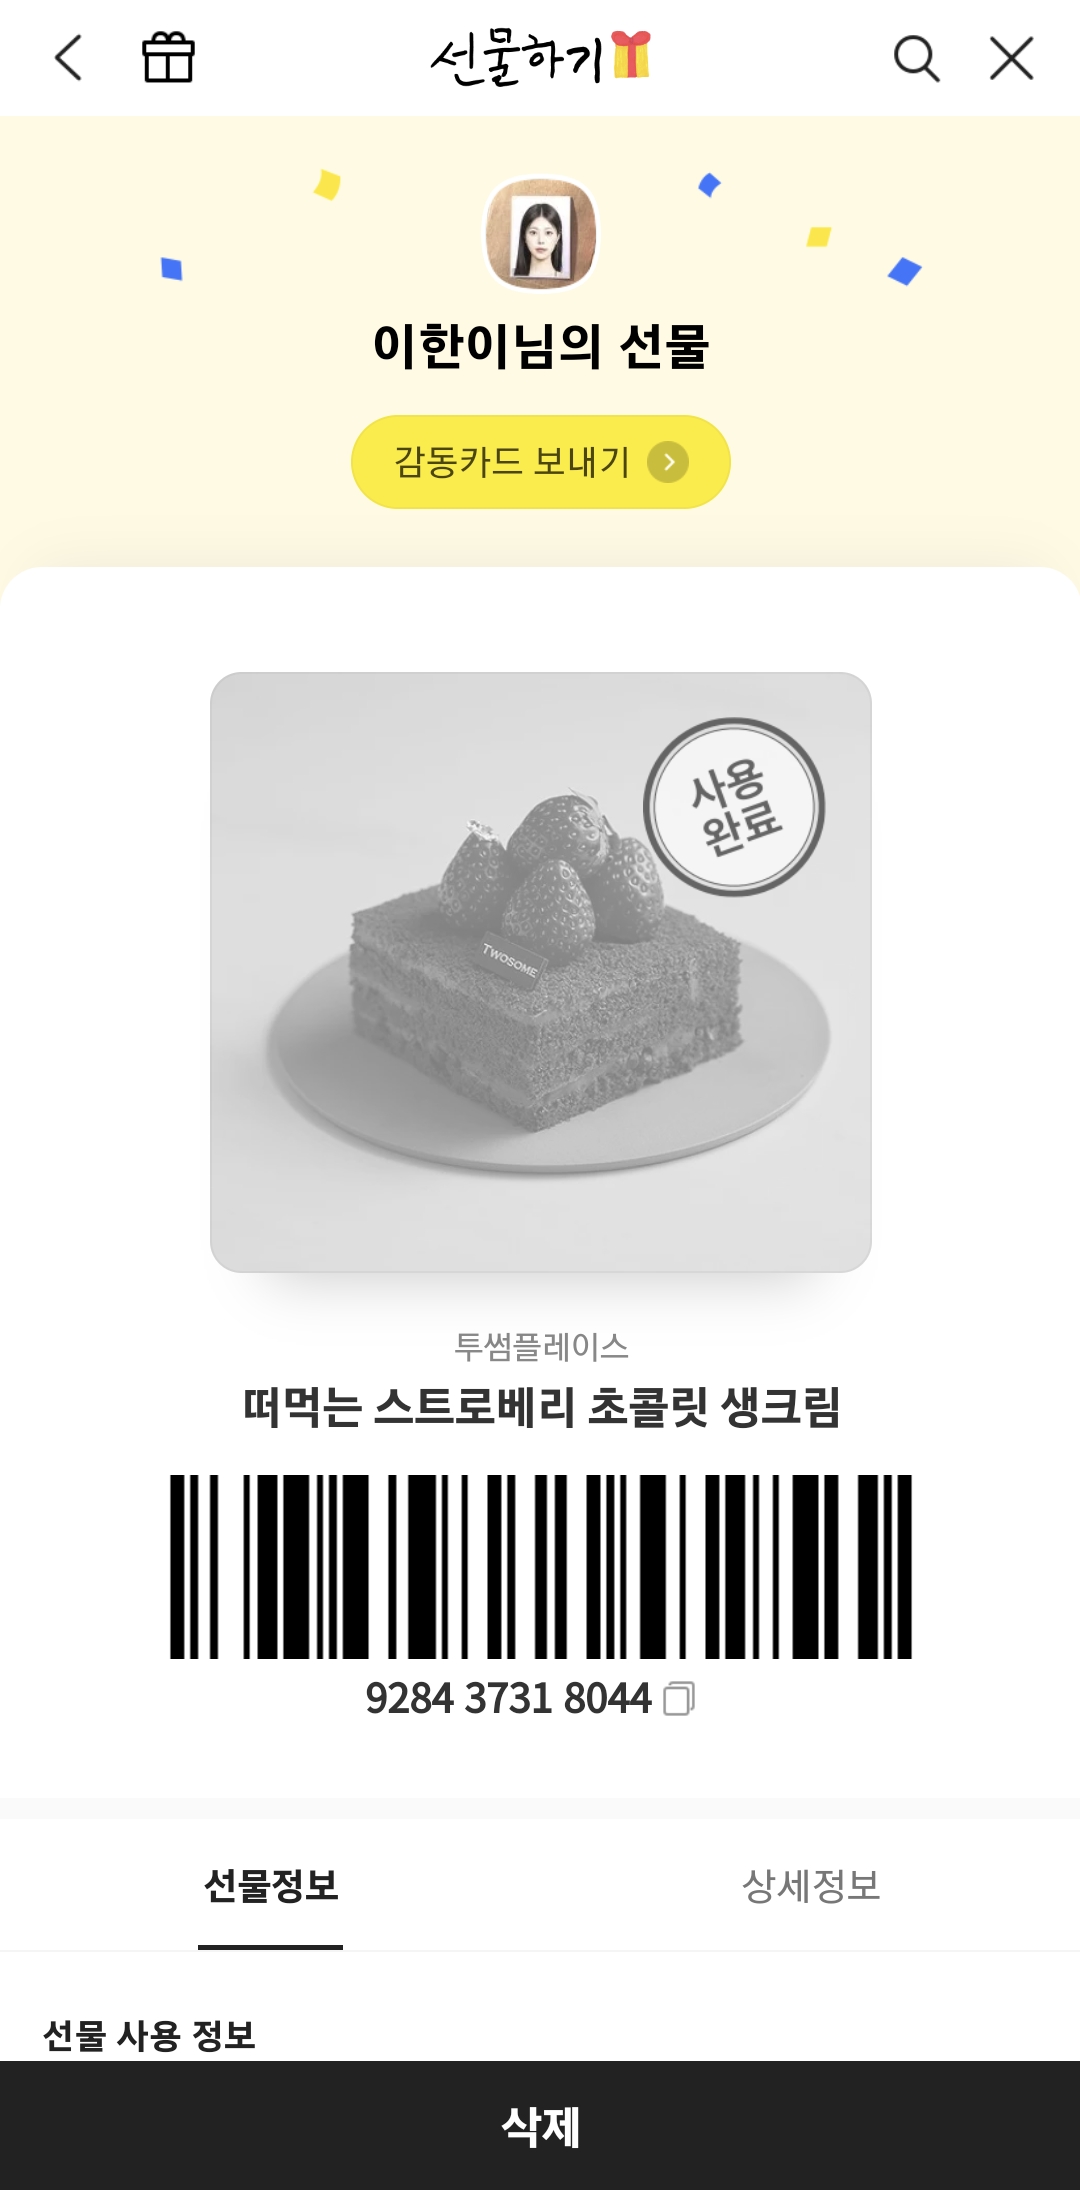 선물하기
이한이님의 선물
감동카드 보내기
사용
완료
TWOSOME
투썸플레이스
떠먹는 스트로베리 초콜릿 생크림
9284 3731 8044
선물정보
상세정보
선물 사용 정보
삭제